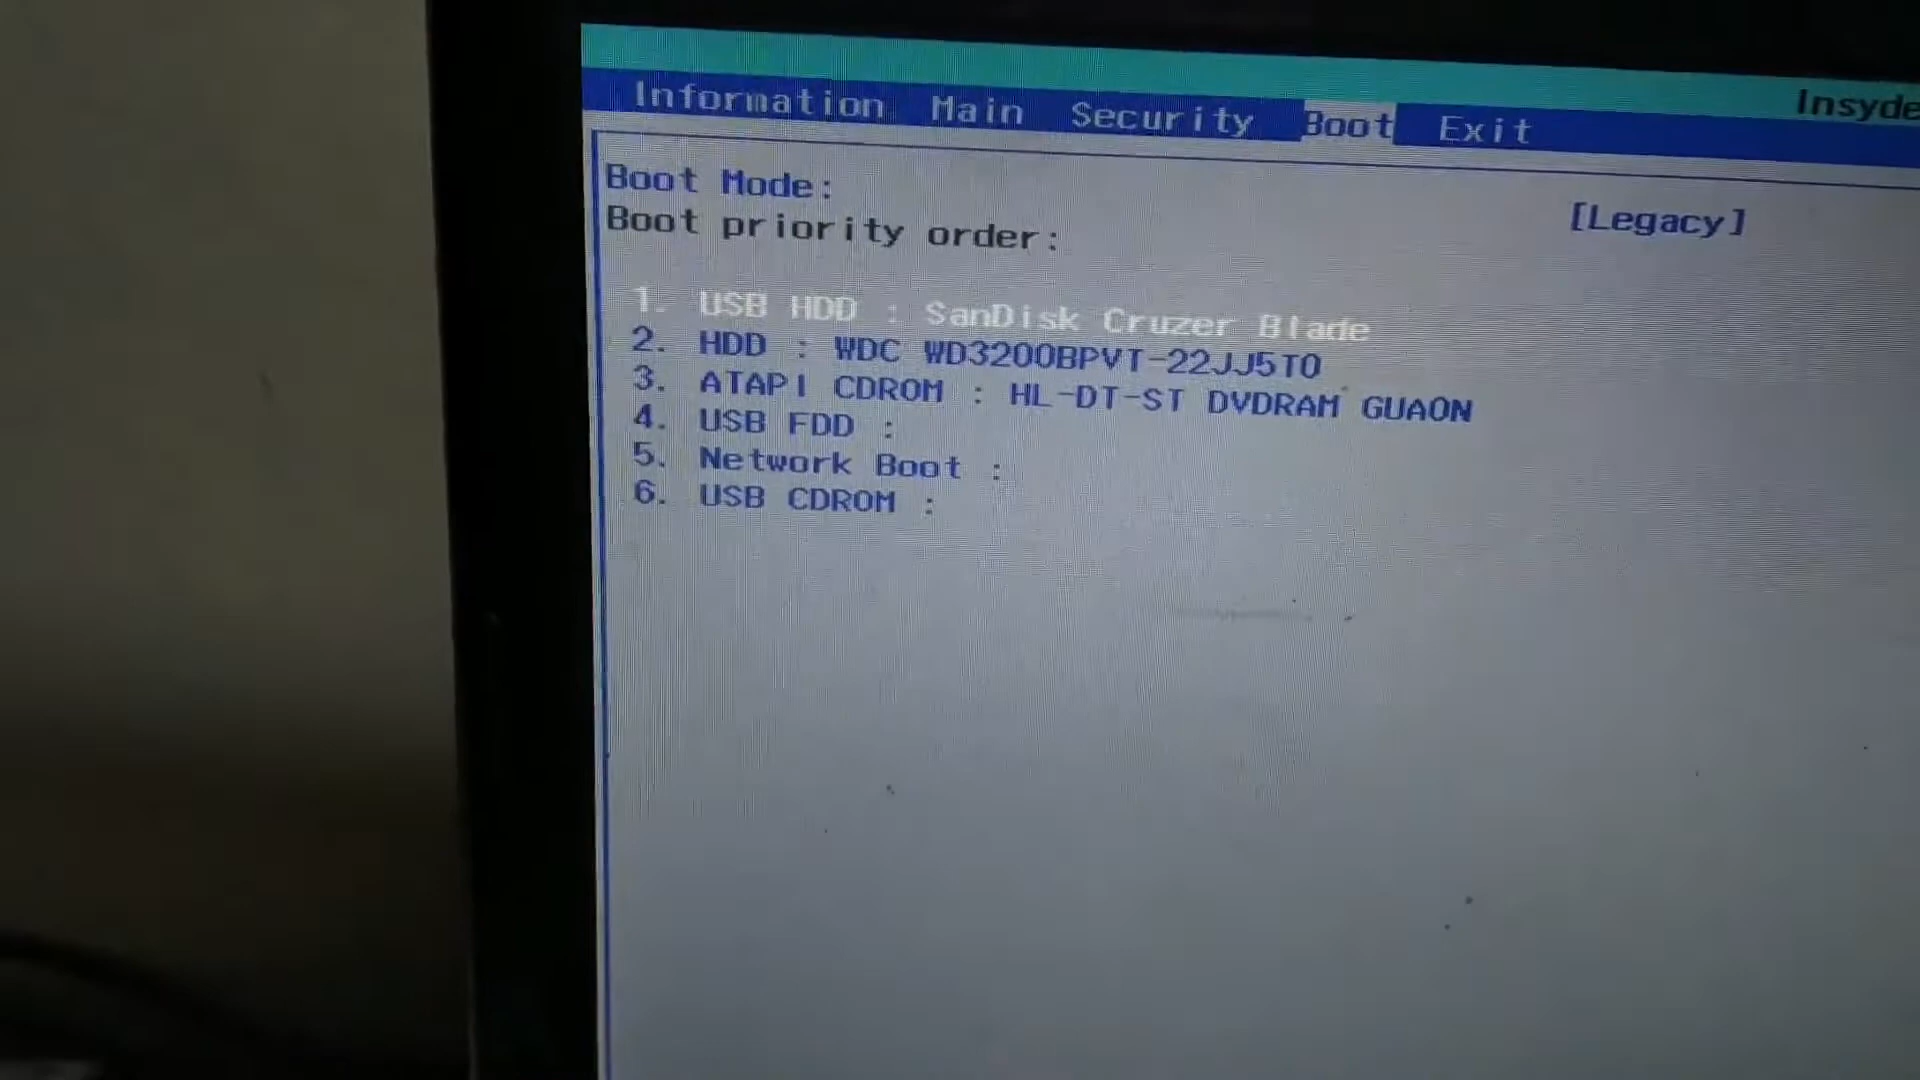 Insyde
Information Main Security Boot Exit
Boot Mode: [Legacy]
Boot priority order:
1. USB HDD : SanDisk Cruzer Blade
2. HDD : WDC WD3200BPVT-22JJ5T0
3. ATAPI CDROM : HL-DT-ST DVDRAM GUA0N
4. USB FDD :
5. Network Boot :
6. USB CDROM :